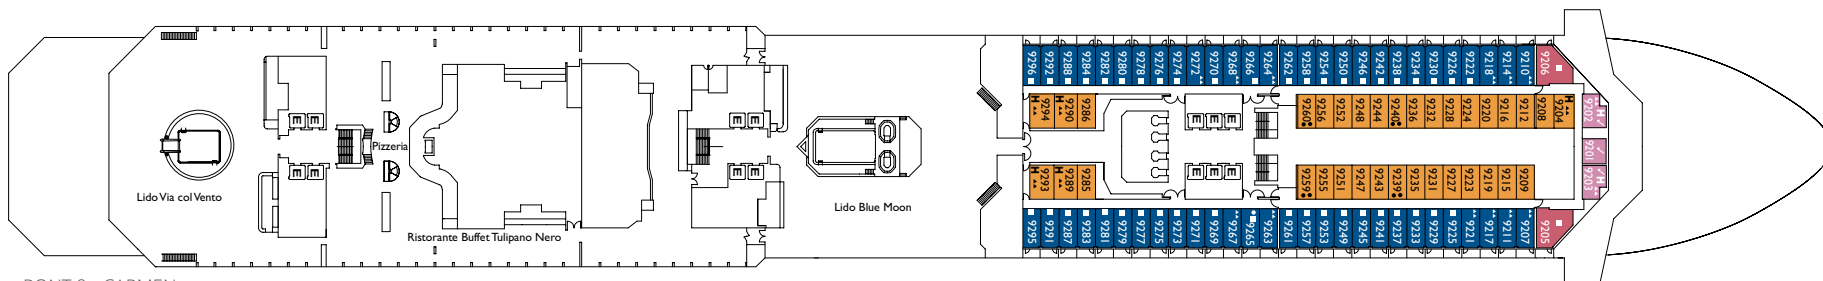 9296 9292 9288 9284 9282 9280 9278 9276 9274 9272 9270 9268 9266 9264 9262 9258 9254 9250 9246 9242 9238 9234 9230 9226 9222 9218 9214 9210 9206
H 9294 H 9290 9286 9260 9256 9252 9248 9244 9240 9236 9232 9228 9224 9220 9216 9212 9208 H 9204 9202 H
E E E E E E E
Pizzeria
9201
E E E E E E E
H 9293 H 9289 9285 9259 9255 9251 9247 9243 9239 9235 9231 9227 9223 9219 9215 9209 9203 H
Lido Via col Vento
Lido Blue Moon
Ristorante Buffet Tulipano Nero
9295 9291 9287 9283 9281 9279 9277 9275 9273 9271 9269 9267 9265 9263 9261 9257 9253 9249 9245 9241 9237 9233 9229 9225 9221 9217 9211 9207 9205